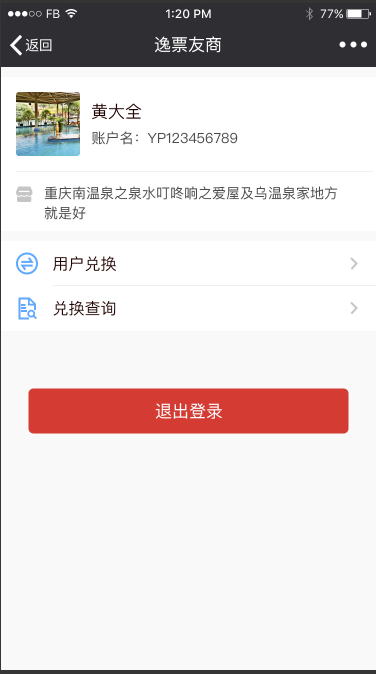 FB 1:20 PM 77%
返回 逸票友商
黄大全
账户名：YP123456789
重庆南温泉之泉水叮咚响之爱屋及乌温泉家地方
就是好
用户兑换
兑换查询
退出登录